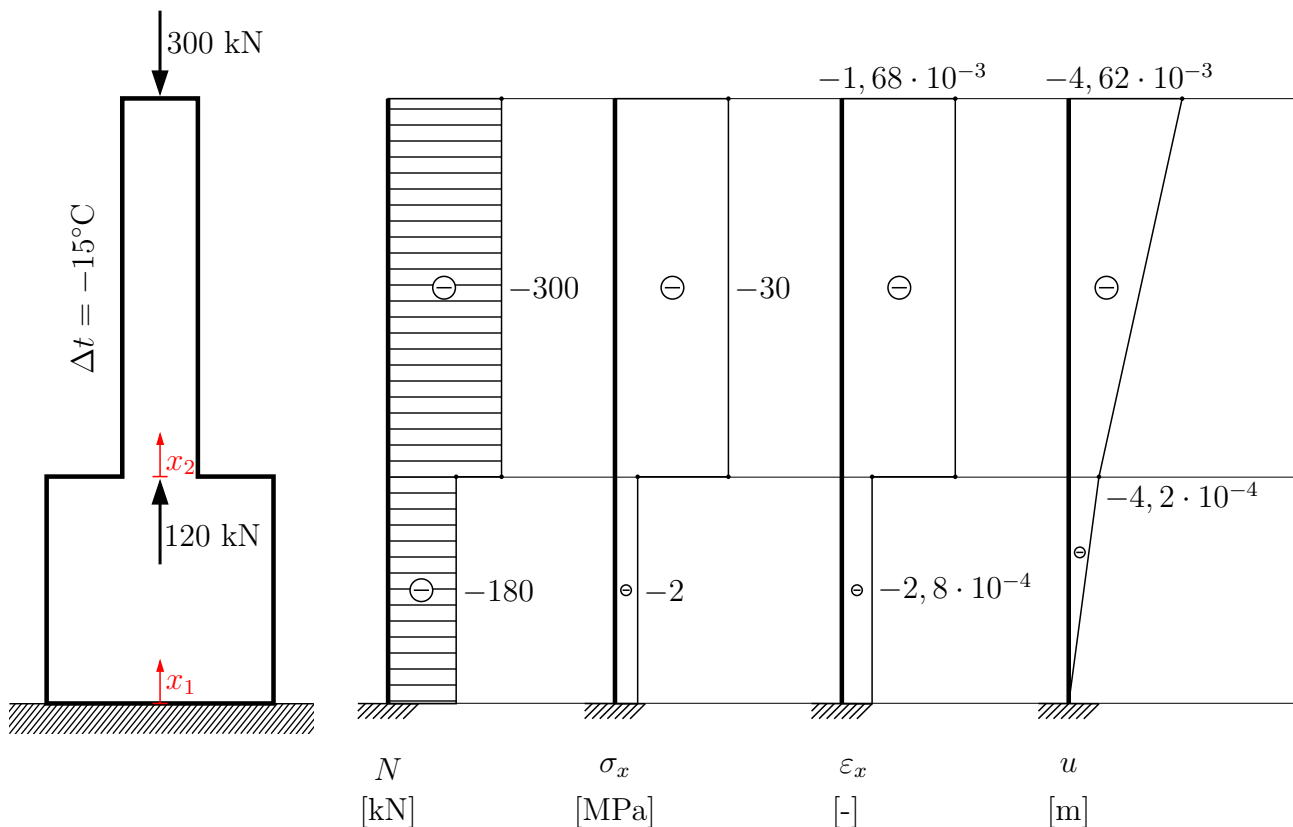 300 kN
−1,68 · 10⁻³
−4,62 · 10⁻³
Δt = −15°C
⊖ −300
⊖ −30
⊖
⊖
x₂
−4,2 · 10⁻⁴
120 kN
⊖
⊖ −180
⊖ −2
⊖ −2,8 · 10⁻⁴
x₁
N
σₓ
εₓ
u
[kN]
[MPa]
[-]
[m]